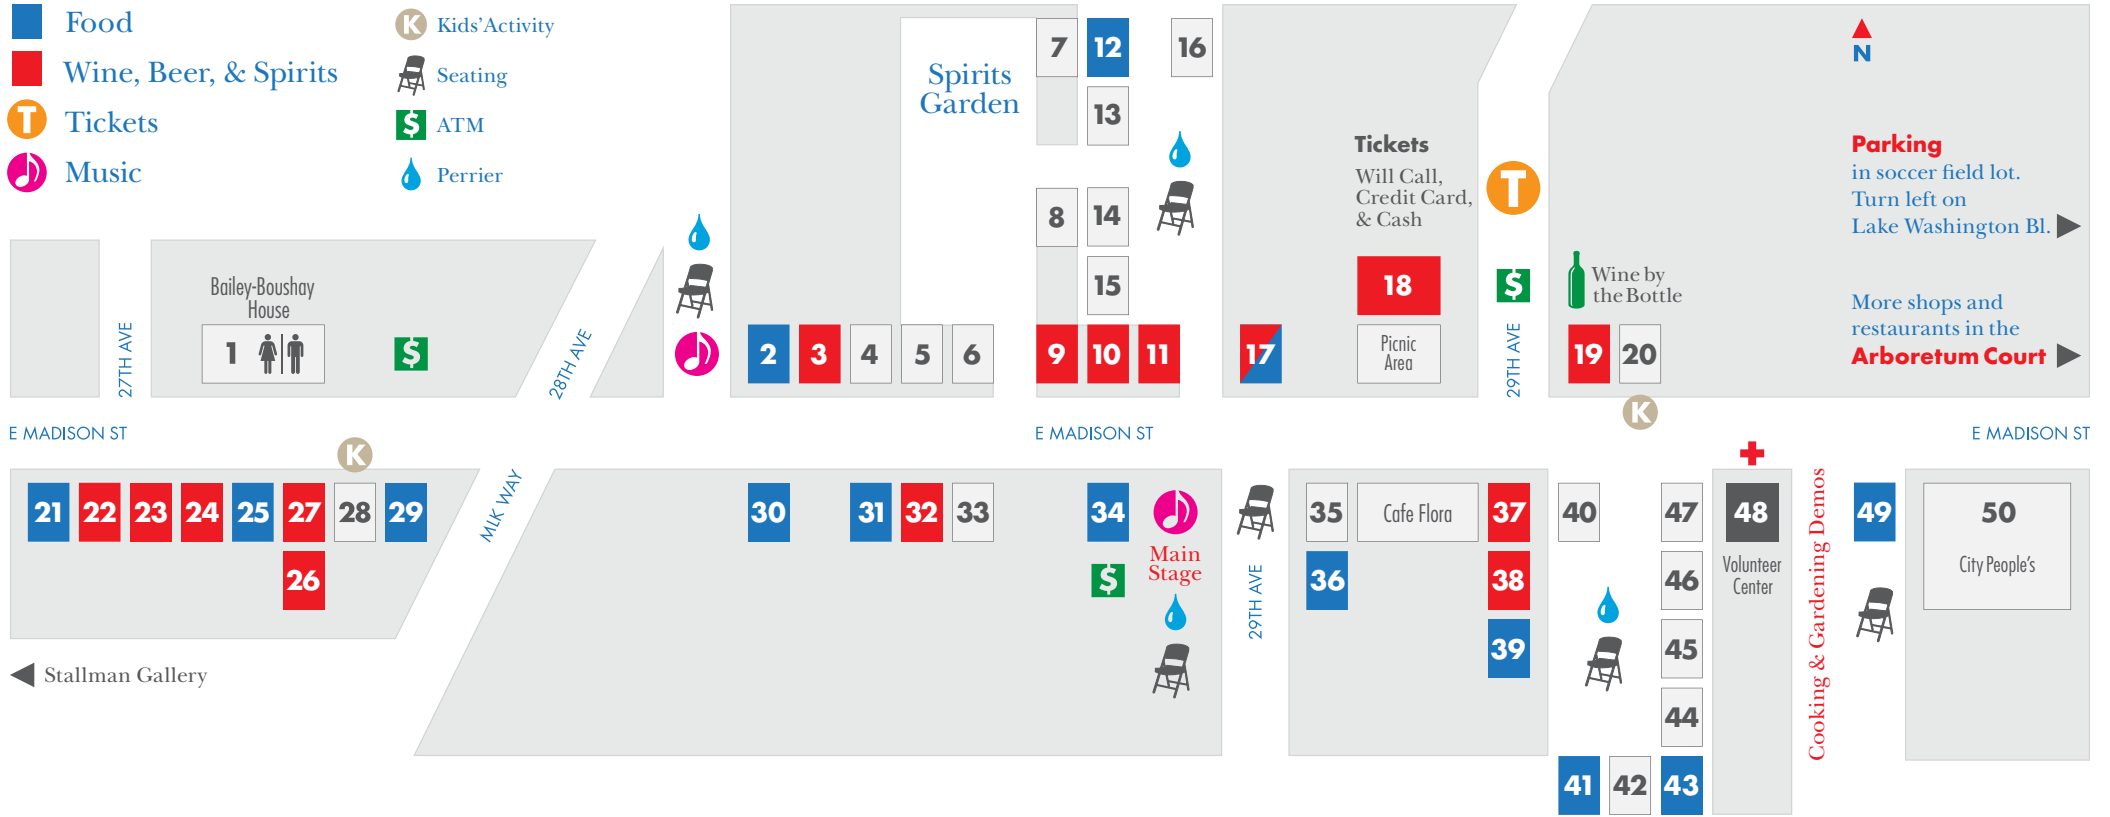 Food
Wine, Beer, & Spirits
T
Tickets
Music
K
Kids' Activity
Seating
$
ATM
Perrier
Spirits
Garden
7
12
16
13
8
14
15
Tickets
Will Call,
Credit Card,
& Cash
T
18
Picnic
Area
$
29TH AVE
Wine by
the Bottle
N
Parking
in soccer field lot.
Turn left on
Lake Washington Bl.
More shops and
restaurants in the
Arboretum Court
27TH AVE
Bailey-Boushay
House
1
$
28TH AVE
2
3
4
5
6
9
10
11
17
19
20
K
E MADISON ST
E MADISON ST
E MADISON ST
K
21
22
23
24
25
27
28
29
26
MLK WAY
Stallman Gallery
30
31
32
33
34
$
Main
Stage
29TH AVE
35
Cafe Flora
37
36
38
39
40
47
46
45
44
41
42
43
48
Volunteer
Center
Cooking & Gardening Demos
49
50
City People's